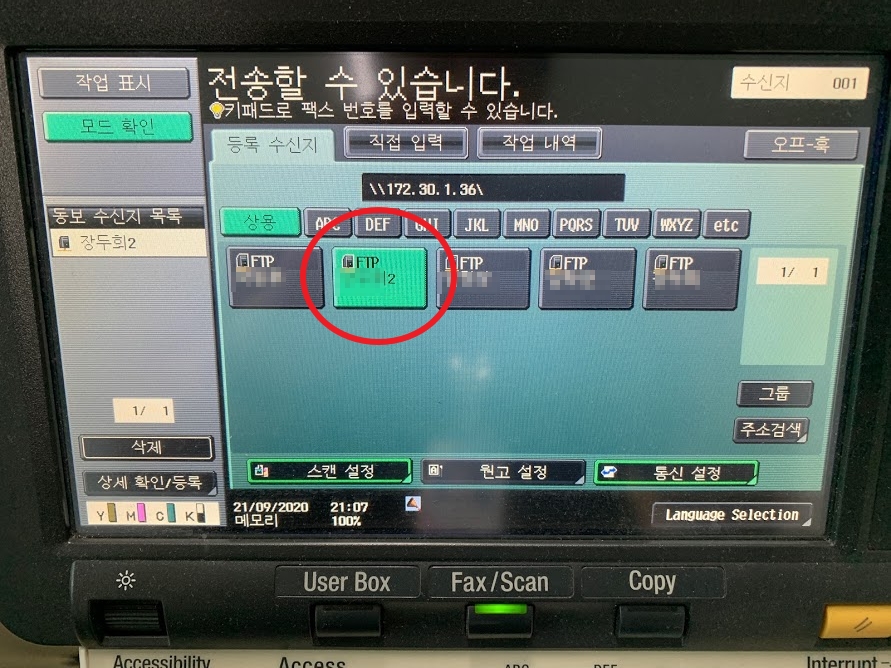 작업 표시
전송할 수 있습니다.
수신지 001
키패드로 팩스 번호를 입력할 수 있습니다.
모드 확인
등록 수신지
직접 입력
작업 내역
오프-훅
\\172.30.1.36\
동보 수신지 목록
장두희2
상용 ABC DEF GHI JKL MNO PQRS TUV WXYZ etc
FTP FTP FTP FTP FTP
2
1/ 1
그룹
1/ 1
주소검색
삭제
스캔 설정
원고 설정
통신 설정
상세 확인/등록
Y M C K
21/09/2020 21:07
메모리 100%
Language Selection
User Box
Fax/Scan
Copy
Accessibility
Access
ABC
DEF
Interrupt